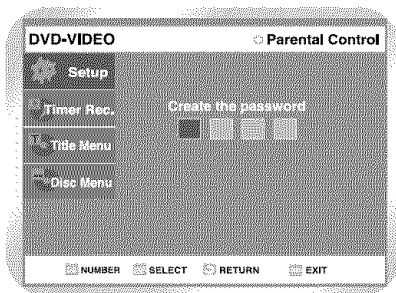 DVD-VIDEO Parental Control
Setup
Timer Rec.
Create the password
Title Menu
Disc Menu
NUMBER SELECT RETURN EXIT